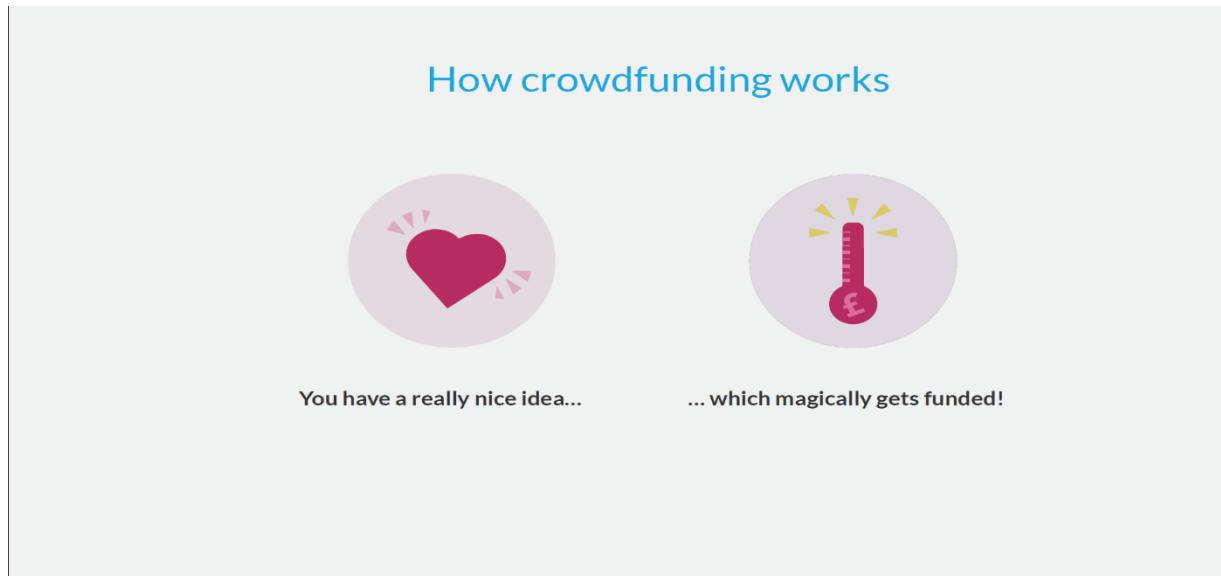 How crowdfunding works
£
You have a really nice idea...
... which magically gets funded!